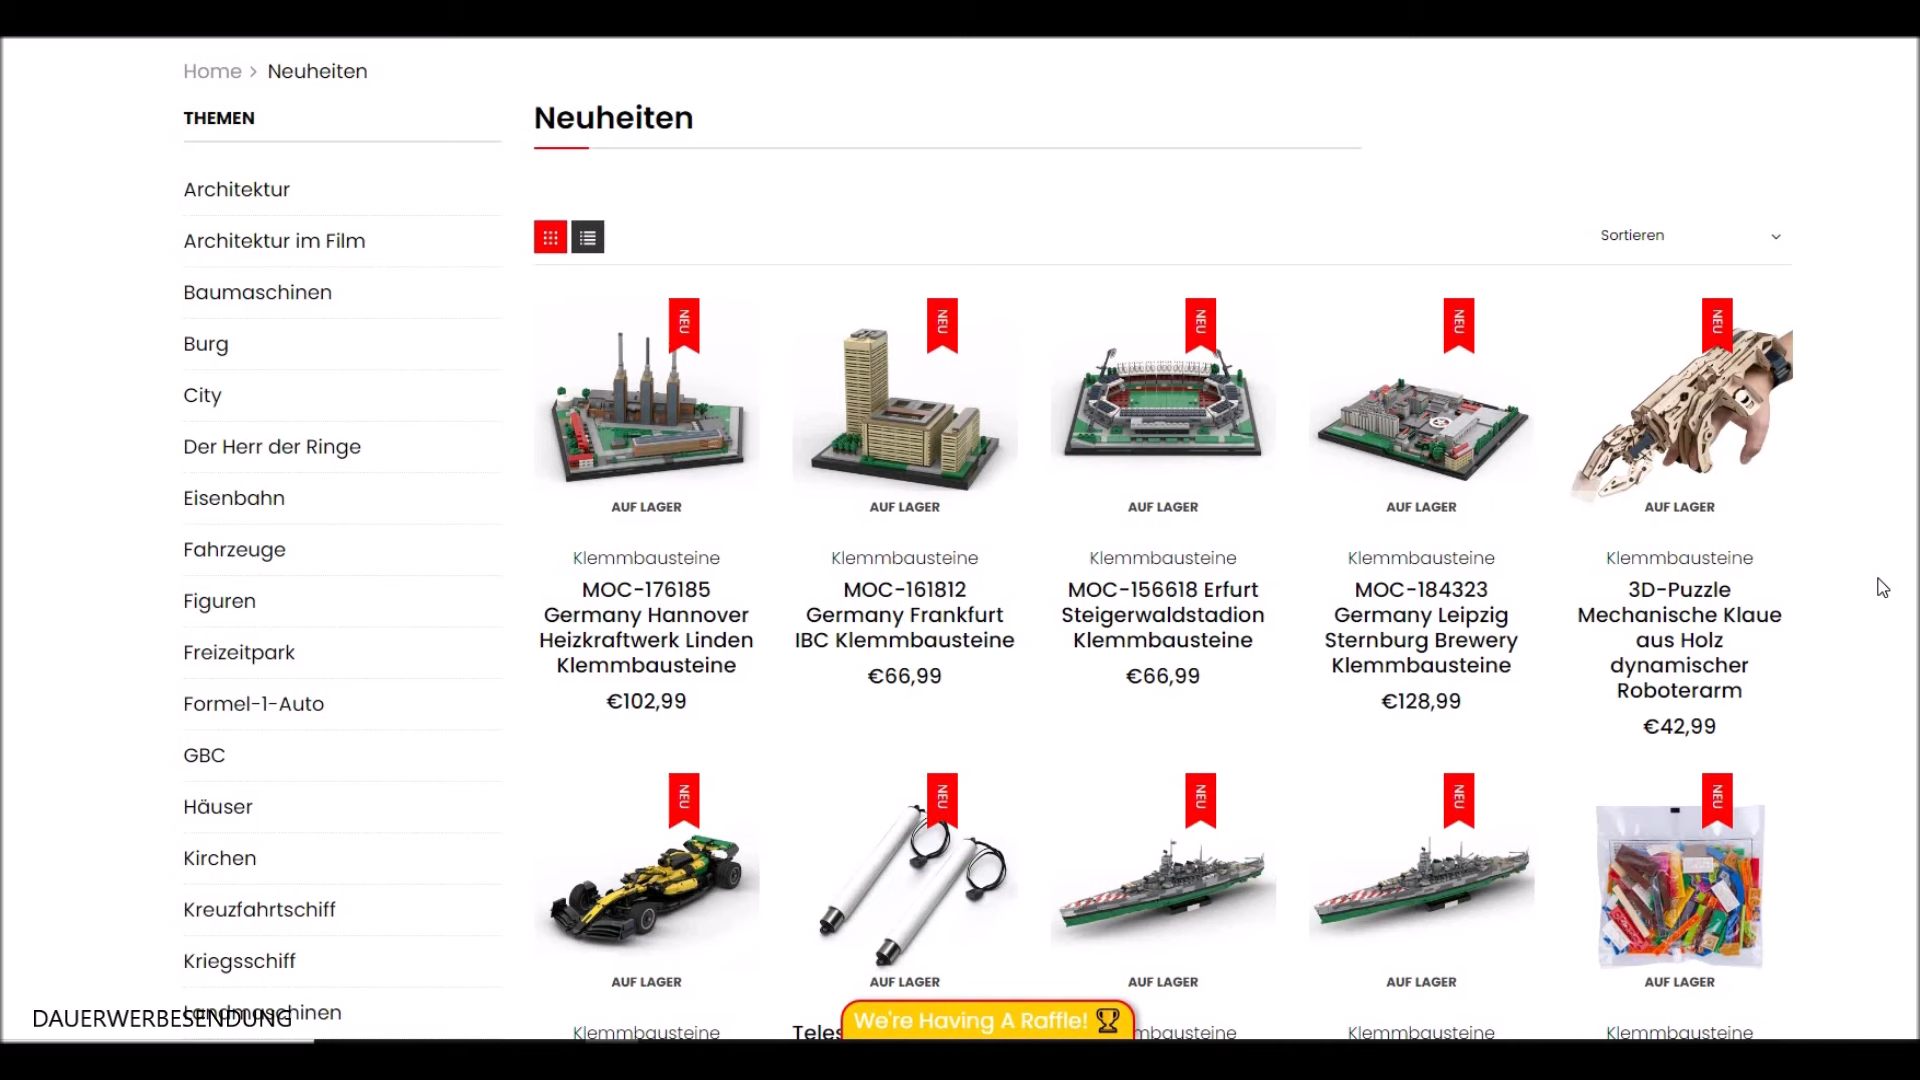 Home > Neuheiten
THEMEN
Architektur
Architektur im Film
Baumaschinen
Burg
City
Der Herr der Ringe
Eisenbahn
Fahrzeuge
Figuren
Freizeitpark
Formel-1-Auto
GBC
Häuser
Kirchen
Kreuzfahrtschiff
Kriegsschiff
Landmaschinen
DAUERWERBESENDUNG
Neuheiten
Sortieren
NEU
AUF LAGER
Klemmbausteine
MOC-176185
Germany Hannover
Heizkraftwerk Linden
Klemmbausteine
€102,99
NEU
AUF LAGER
Klemmbausteine
MOC-161812
Germany Frankfurt
IBC Klemmbausteine
€66,99
NEU
AUF LAGER
Klemmbausteine
MOC-156618 Erfurt
Steigerwaldstadion
Klemmbausteine
€66,99
NEU
AUF LAGER
Klemmbausteine
MOC-184323
Germany Leipzig
Sternburg Brewery
Klemmbausteine
€128,99
NEU
AUF LAGER
Klemmbausteine
3D-Puzzle
Mechanische Klaue
aus Holz
dynamischer
Roboterarm
€42,99
NEU
AUF LAGER
Klemmbausteine
NEU
AUF LAGER
NEU
AUF LAGER
NEU
AUF LAGER
Klemmbausteine
NEU
AUF LAGER
Klemmbausteine
We're Having A Raffle!